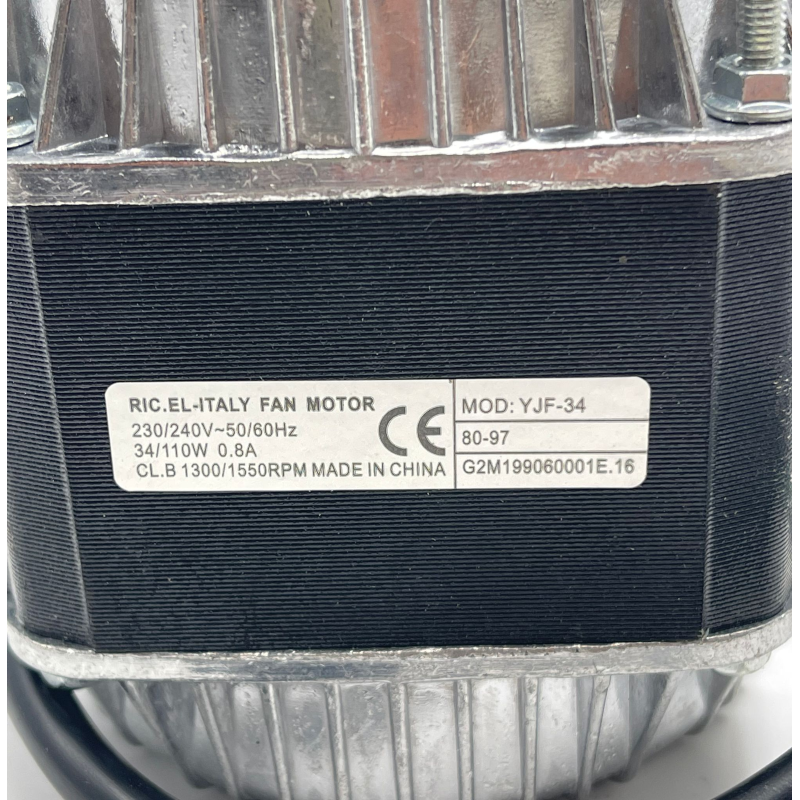 RIC.EL-ITALY FAN MOTOR
230/240V~50/60Hz
34/110W 0.8A
CL.B 1300/1550RPM MADE IN CHINA
CE
MOD: YJF-34
80-97
G2M199060001E.16